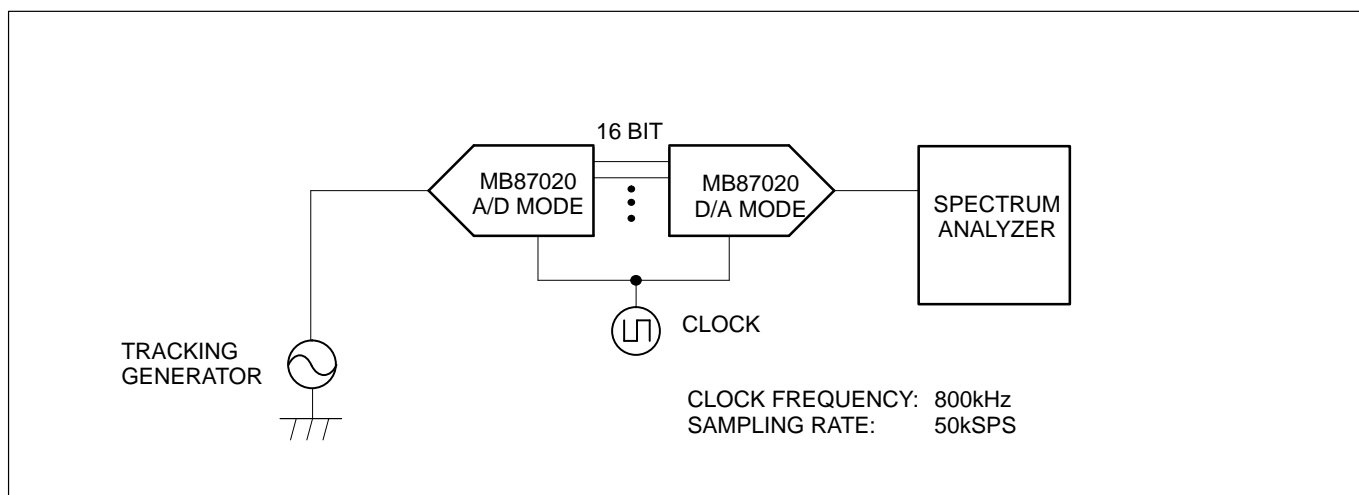 16 BIT
MB87020
A/D MODE
MB87020
D/A MODE
SPECTRUM
ANALYZER
CLOCK
TRACKING
GENERATOR
CLOCK FREQUENCY: 800kHz
SAMPLING RATE: 50kSPS